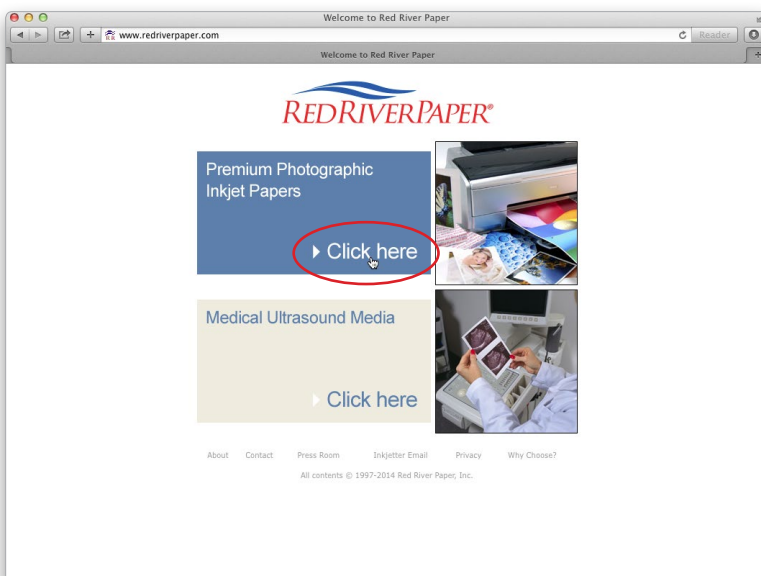 Welcome to Red River Paper
www.redriverpaper.com
Reader
Welcome to Red River Paper
REDRIVERPAPER®
Premium Photographic
Inkjet Papers
Click here
Medical Ultrasound Media
Click here
About Contact Press Room Inkjetter Email Privacy Why Choose?
All contents © 1997-2014 Red River Paper, Inc.